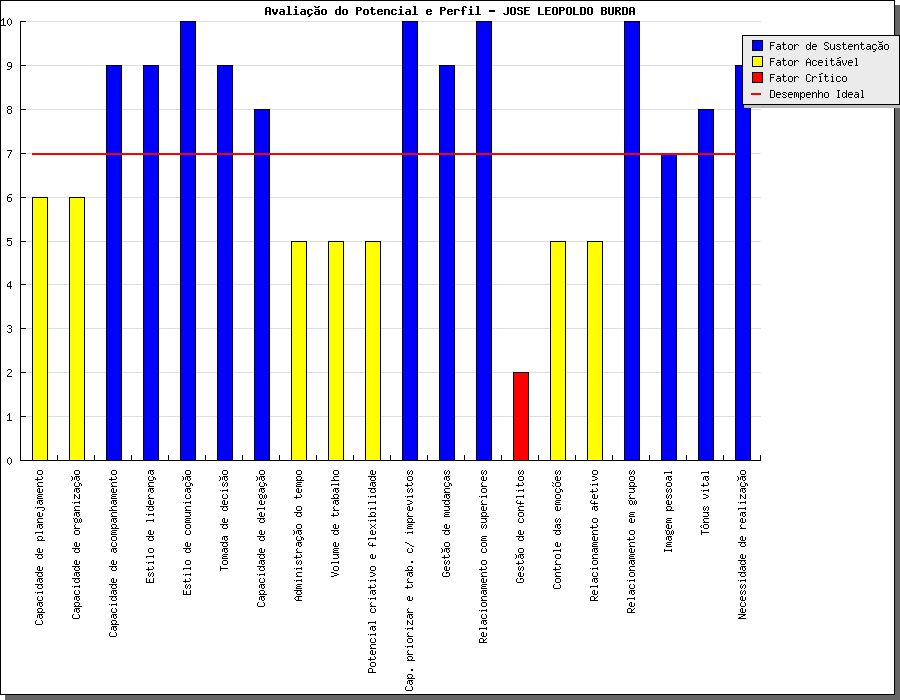 Avaliação do Potencial e Perfil - JOSE LEOPOLDO BURDA
Fator de Sustentação
Fator Aceitável
Fator Crítico
Desempenho Ideal
10
9
8
7
6
5
4
3
2
1
0
Capacidade de planejamento
Capacidade de organização
Capacidade de acompanhamento
Estilo de liderança
Estilo de comunicação
Tomada de decisão
Capacidade de delegação
Administração do tempo
Volume de trabalho
Potencial criativo e flexibilidade
Cap. priorizar e trab. c/ imprevistos
Gestão de mudanças
Relacionamento com superiores
Gestão de conflitos
Controle das emoções
Relacionamento afetivo
Relacionamento em grupos
Imagem pessoal
Tônus vital
Necessidade de realização